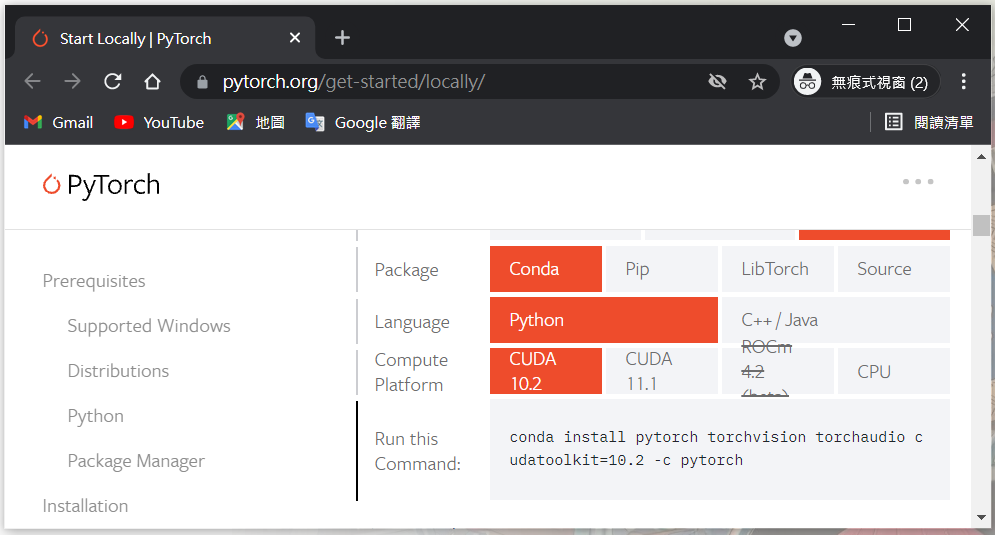 Start Locally | PyTorch
pytorch.org/get-started/locally/
無痕式視窗 (2)
Gmail
YouTube
地圖
Google 翻譯
閱讀清單
PyTorch
Prerequisites
Supported Windows
Distributions
Python
Package Manager
Installation
Package
Conda
Pip
LibTorch
Source
Language
Python
C++ / Java
Compute
Platform
CUDA
10.2
CUDA
11.1
ROCm
4.2
(beta)
CPU
Run this
Command:
conda install pytorch torchvision torchaudio c
udatoolkit=10.2 -c pytorch